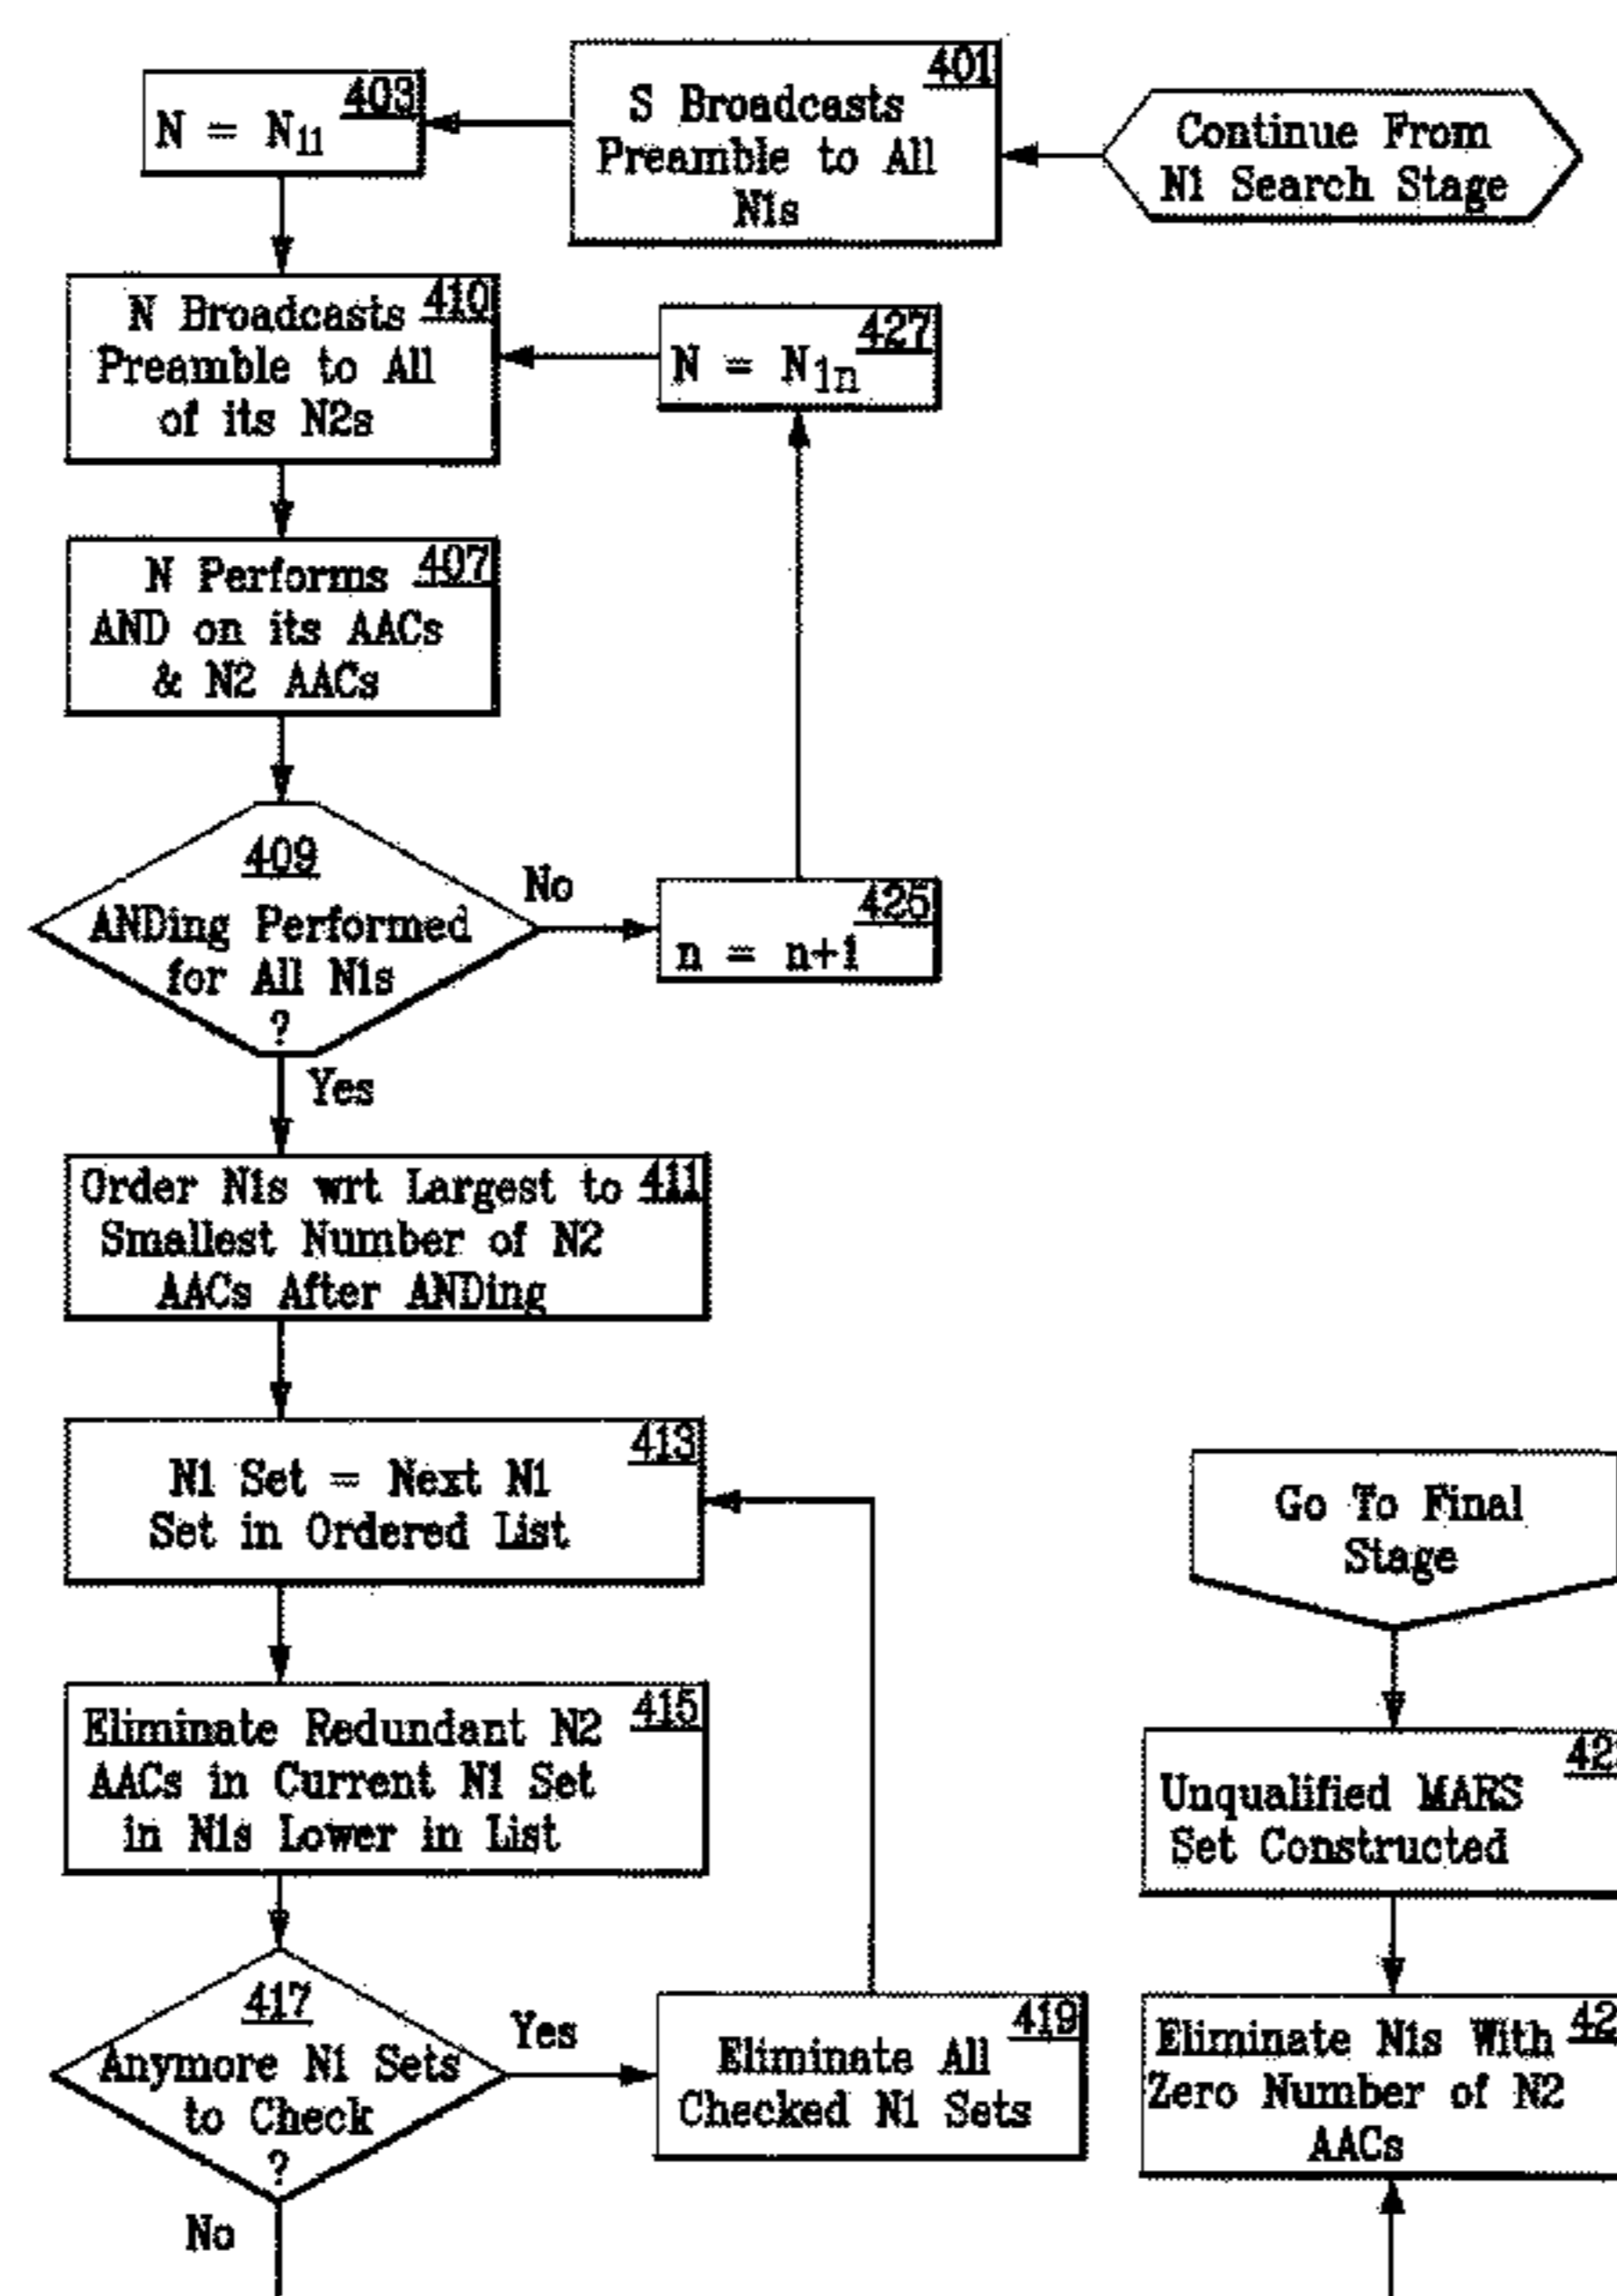 Continue From
N1 Search Stage
401
S Broadcasts
Preamble to All
N1s
403
N = N11
410
N Broadcasts
Preamble to All
of its N2s
427
N = N1n
407
N Performs
AND on its AACs
& N2 AACs
409
ANDing Performed
for All N1s
?
No
425
n = n+1
Yes
411
Order N1s wrt Largest to
Smallest Number of N2
AACs After ANDing
413
N1 Set = Next N1
Set in Ordered List
415
Eliminate Redundant N2
AACs in Current N1 Set
in N1s Lower in List
417
Anymore N1 Sets
to Check
?
Yes
419
Eliminate All
Checked N1 Sets
No
Go To Final
Stage
Unqualified MARS
Set Constructed
Eliminate N1s With
Zero Number of N2
AACs